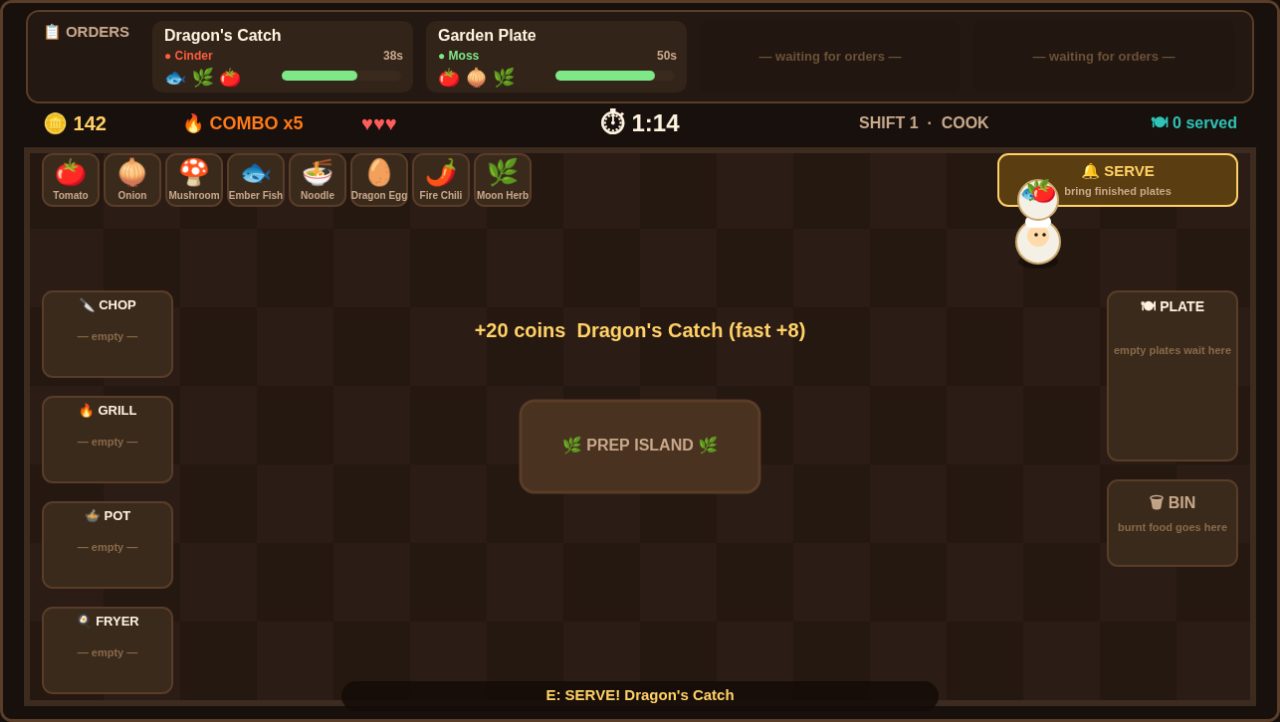 📋 ORDERS
Dragon's Catch
● Cinder 38s
Garden Plate
● Moss 50s
— waiting for orders —
— waiting for orders —
142
COMBO x5
♥♥♥
1:14
SHIFT 1 · COOK
0 served
Tomato
Onion
Mushroom
Ember Fish
Noodle
Dragon Egg
Fire Chili
Moon Herb
SERVE
bring finished plates
CHOP
— empty —
PLATE
empty plates wait here
+20 coins Dragon's Catch (fast +8)
GRILL
— empty —
PREP ISLAND
POT
— empty —
BIN
burnt food goes here
FRYER
— empty —
E: SERVE! Dragon's Catch